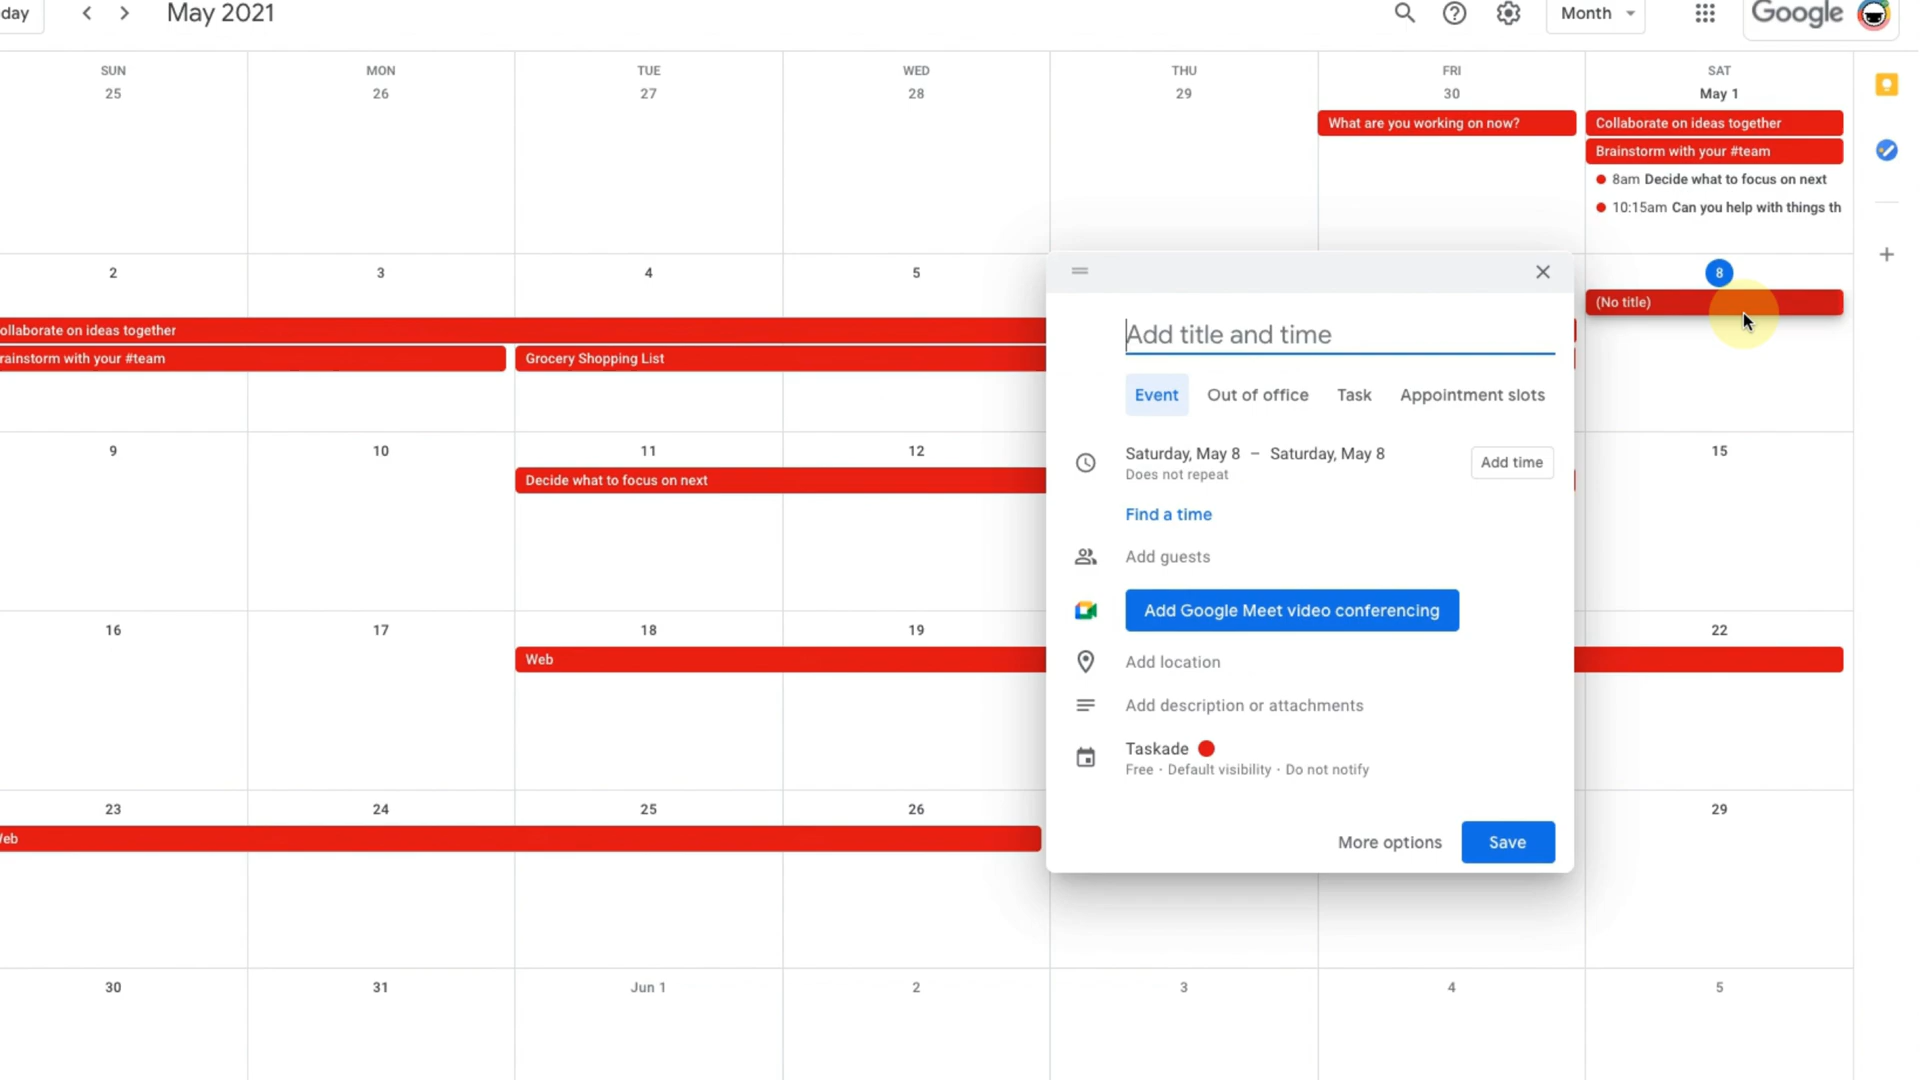 day
May 2021
Month
Google
SUN
MON
TUE
WED
THU
FRI
SAT
25
26
27
28
29
30
May 1
What are you working on now?
Collaborate on ideas together
Brainstorm with your #team
8am Decide what to focus on next
10:15am Can you help with things th
2
3
4
5
8
(No title)
ollaborate on ideas together
rainstorm with your #team
Grocery Shopping List
Add title and time
Event
Out of office
Task
Appointment slots
Saturday, May 8 – Saturday, May 8
Does not repeat
Add time
Find a time
Add guests
Add Google Meet video conferencing
Add location
Add description or attachments
Taskade
Free · Default visibility · Do not notify
More options
Save
9
10
11
12
15
Decide what to focus on next
16
17
18
19
22
Web
23
24
25
26
29
Web
30
31
Jun 1
2
3
4
5